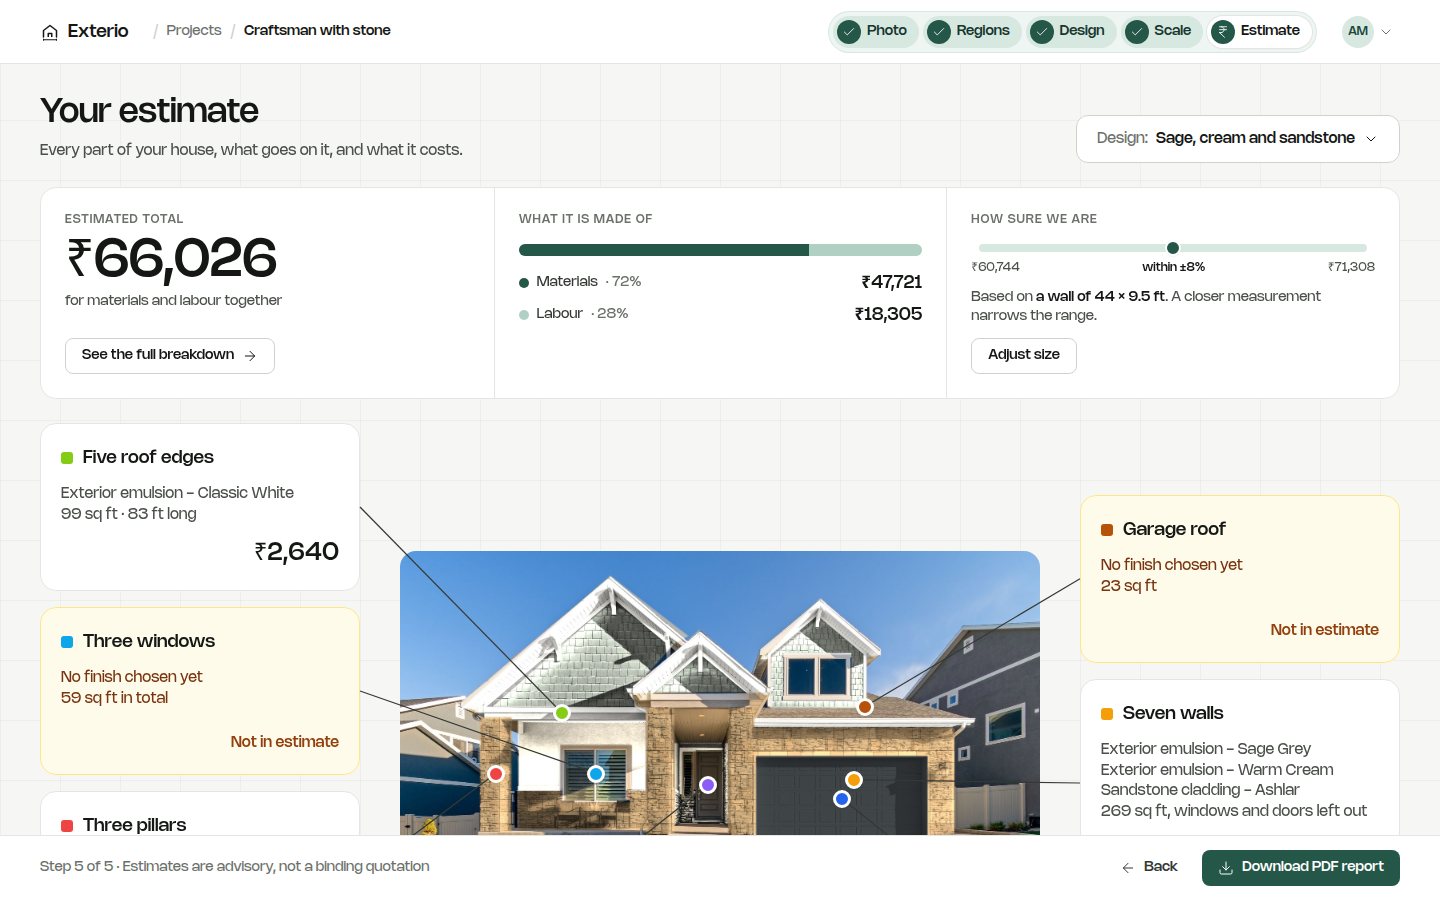 Exterio / Projects / Craftsman with stone
Photo Regions Design Scale ₹ Estimate AM
Your estimate
Every part of your house, what goes on it, and what it costs.
Design: Sage, cream and sandstone
ESTIMATED TOTAL
₹66,026
for materials and labour together
See the full breakdown
WHAT IT IS MADE OF
Materials · 72% ₹47,721
Labour · 28% ₹18,305
HOW SURE WE ARE
₹60,744 within ±8% ₹71,308
Based on a wall of 44 × 9.5 ft. A closer measurement
narrows the range.
Adjust size
Five roof edges
Exterior emulsion – Classic White
99 sq ft · 83 ft long
₹2,640
Three windows
No finish chosen yet
59 sq ft in total
Not in estimate
Three pillars
Garage roof
No finish chosen yet
23 sq ft
Not in estimate
Seven walls
Exterior emulsion – Sage Grey
Exterior emulsion – Warm Cream
Sandstone cladding – Ashlar
269 sq ft, windows and doors left out
Step 5 of 5 · Estimates are advisory, not a binding quotation
Back
Download PDF report